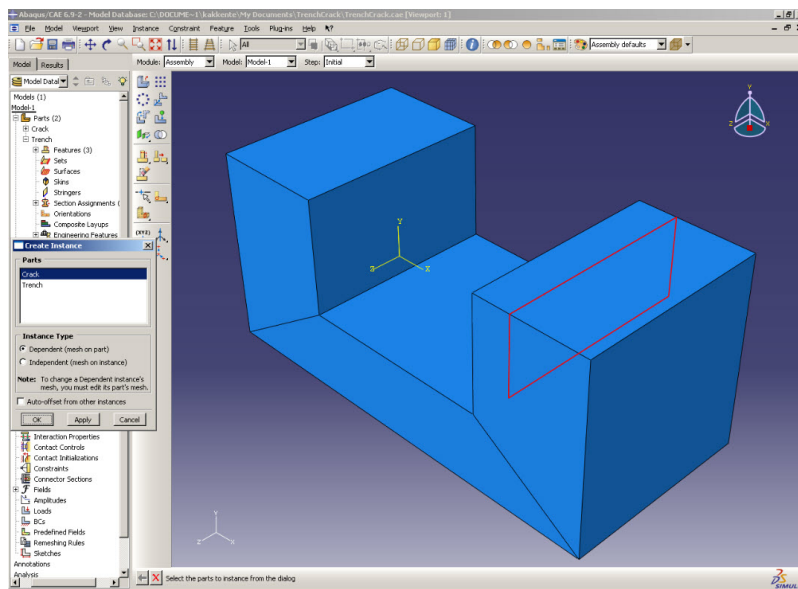 Abaqus/CAE 6.9-2 - Model Database: C:\DOCUME~1\kakkente\My Documents\TrenchCrack\TrenchCrack.cae [Viewport: 1]
File Model Viewport View Instance Constraint Feature Tools Plug-ins Help
All
Assembly defaults
Model Results
Module: Assembly Model: Model-1 Step: Initial
Model Datal
Models (1)
Model-1
Parts (2)
Crack
Trench
Features (3)
Sets
Surfaces
Skins
Stringers
Section Assignments (
Orientations
Composite Layups
Engineering Features
Create Instance
Parts
Crack
Trench
Instance Type
Dependent (mesh on part)
Independent (mesh on instance)
Note: To change a Dependent instance's
mesh, you must edit its part's mesh.
Auto-offset from other instances
OK Apply Cancel
Interaction Properties
Contact Controls
Contact Initializations
Constraints
Connector Sections
Fields
Amplitudes
Loads
BCs
Predefined Fields
Remeshing Rules
Sketches
Annotations
Analysis
(XYZ)
Y
Z X
Y
X
Y
Z X
Select the parts to instance from the dialog
SIMUL